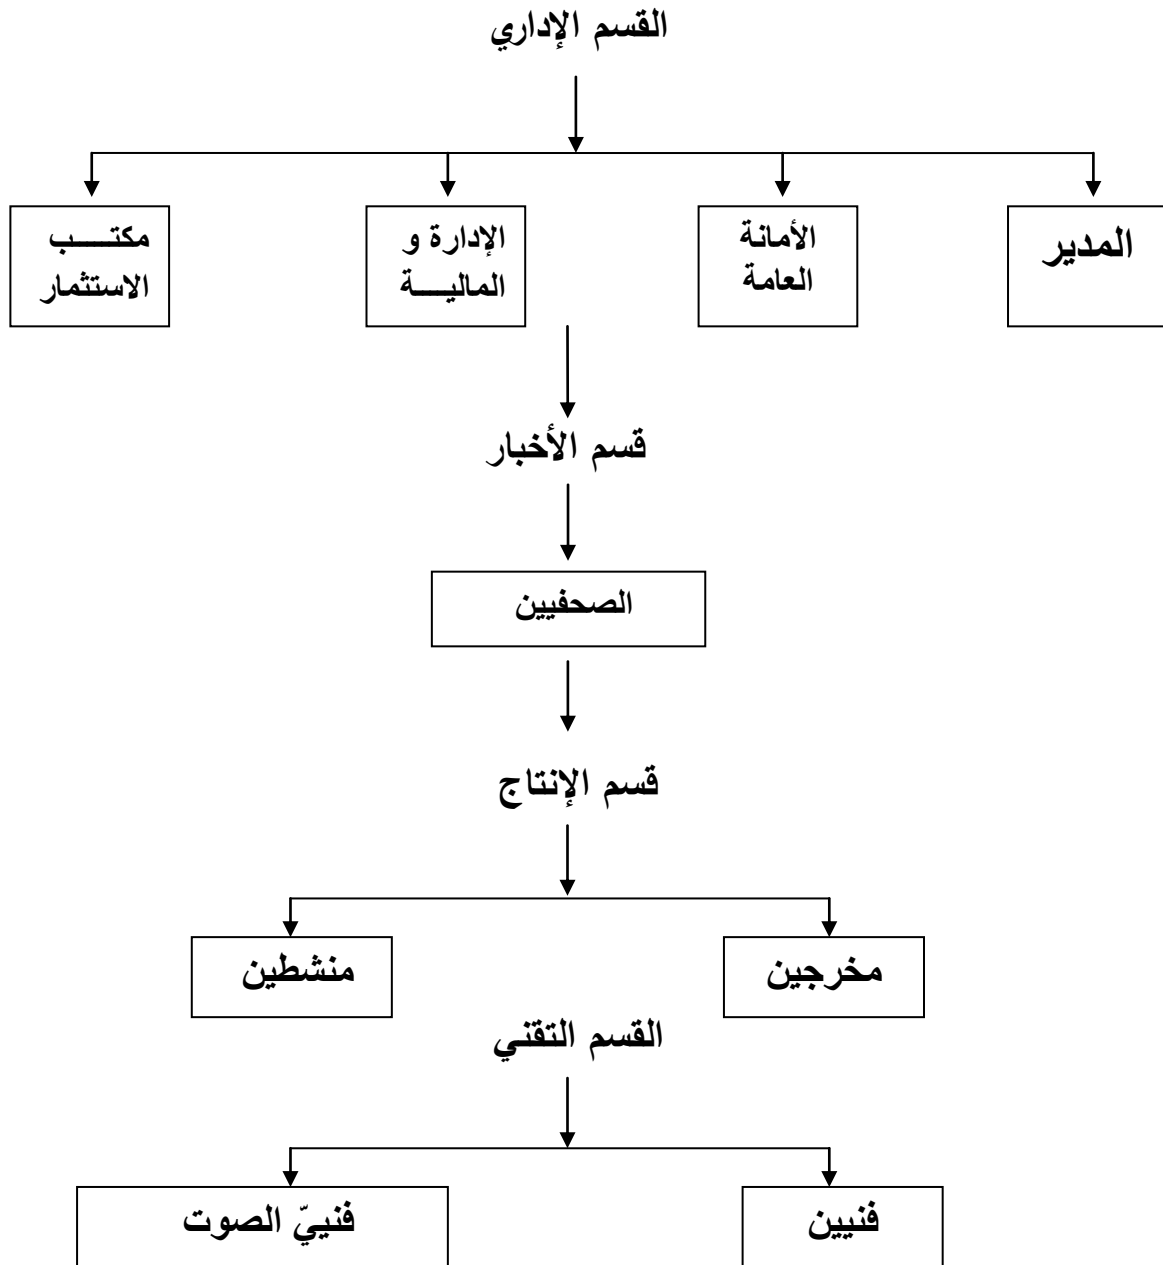 القسم الإداري
المدير
الأمانة
العامة
الإدارة و
الماليـــة
مكتــــب
الاستثمار
قسم الأخبار
الصحفيين
قسم الإنتاج
مخرجين
منشطين
القسم التقني
فنيين
فنييّ الصوت